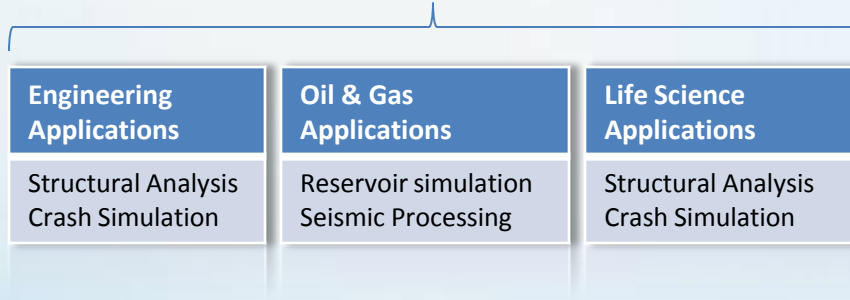 Engineering
Applications
Structural Analysis
Crash Simulation
Oil & Gas
Applications
Reservoir simulation
Seismic Processing
Life Science
Applications
Structural Analysis
Crash Simulation